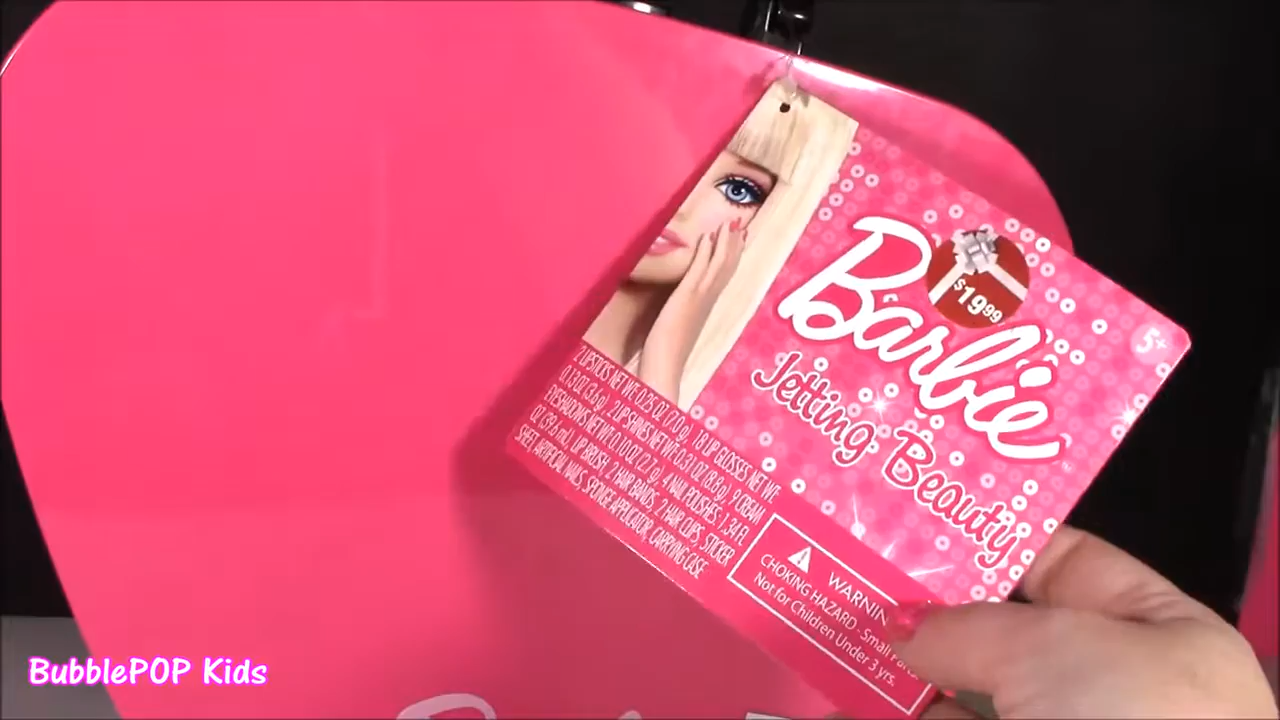 Barbie
$19.99
5+
Jetting Beauty
2 LIPSTICKS NET WT. 0.25 OZ (7.0 g), 18 LIP GLOSSES NET WT.
0.13 OZ (3.6 g), 2 LIP SHINES NET WT. 0.31 OZ (8.8 g), 9 CREAM
EYESHADOWS NET WT. 0.10 OZ (2.7 g), 4 NAIL POLISHES, 1.34 FL
OZ (39.6 mL), LIP BRUSH, 2 HAIR BANDS, 2 HAIR CLIPS, STICKER
SHEET, ARTIFICIAL NAILS, SPONGE APPLICATOR, CARRYING CASE
WARNIN
CHOKING HAZARD - Small Par
Not for Children Under 3 yrs.
BubblePOP Kids